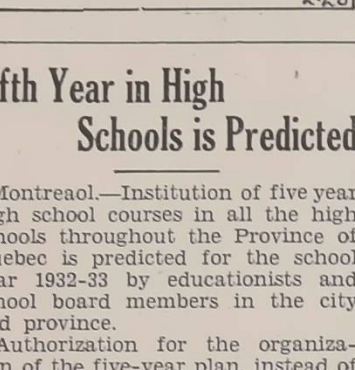 fth Year in High
Schools is Predicted
Montreaol.—Institution of five year
gh school courses in all the high
hools throughout the Province of
uebec is predicted for the school
ar 1932-33 by educationists and
hool board members in the city
d province.
Authorization for the organiza-
n of the five-year plan, instead of